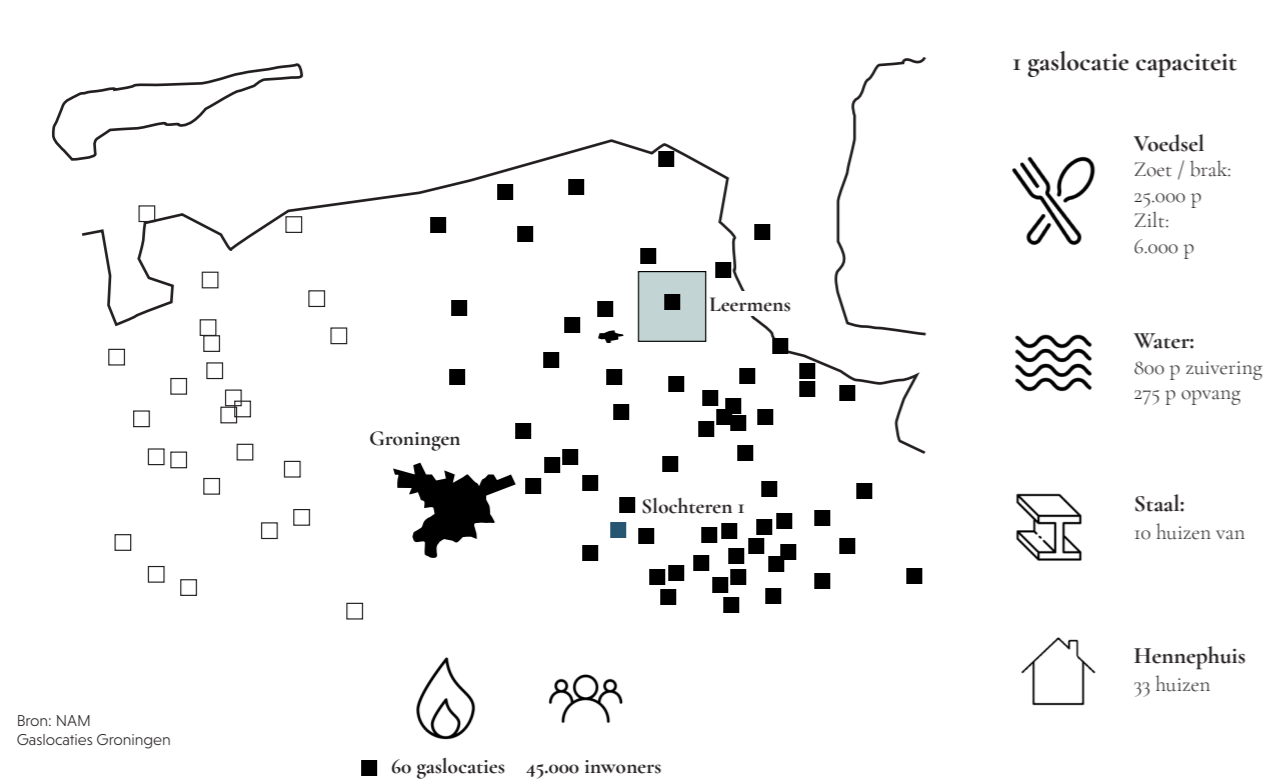 1 gaslocatie capaciteit
Voedsel
Zoet / brak:
25.000 p
Zilt:
6.000 p
Leermens
Water:
800 p zuivering
275 p opvang
Groningen
Slochteren 1
Staal:
10 huizen van
Hennephuis
33 huizen
Bron: NAM
Gaslocaties Groningen
60 gaslocaties
45.000 inwoners